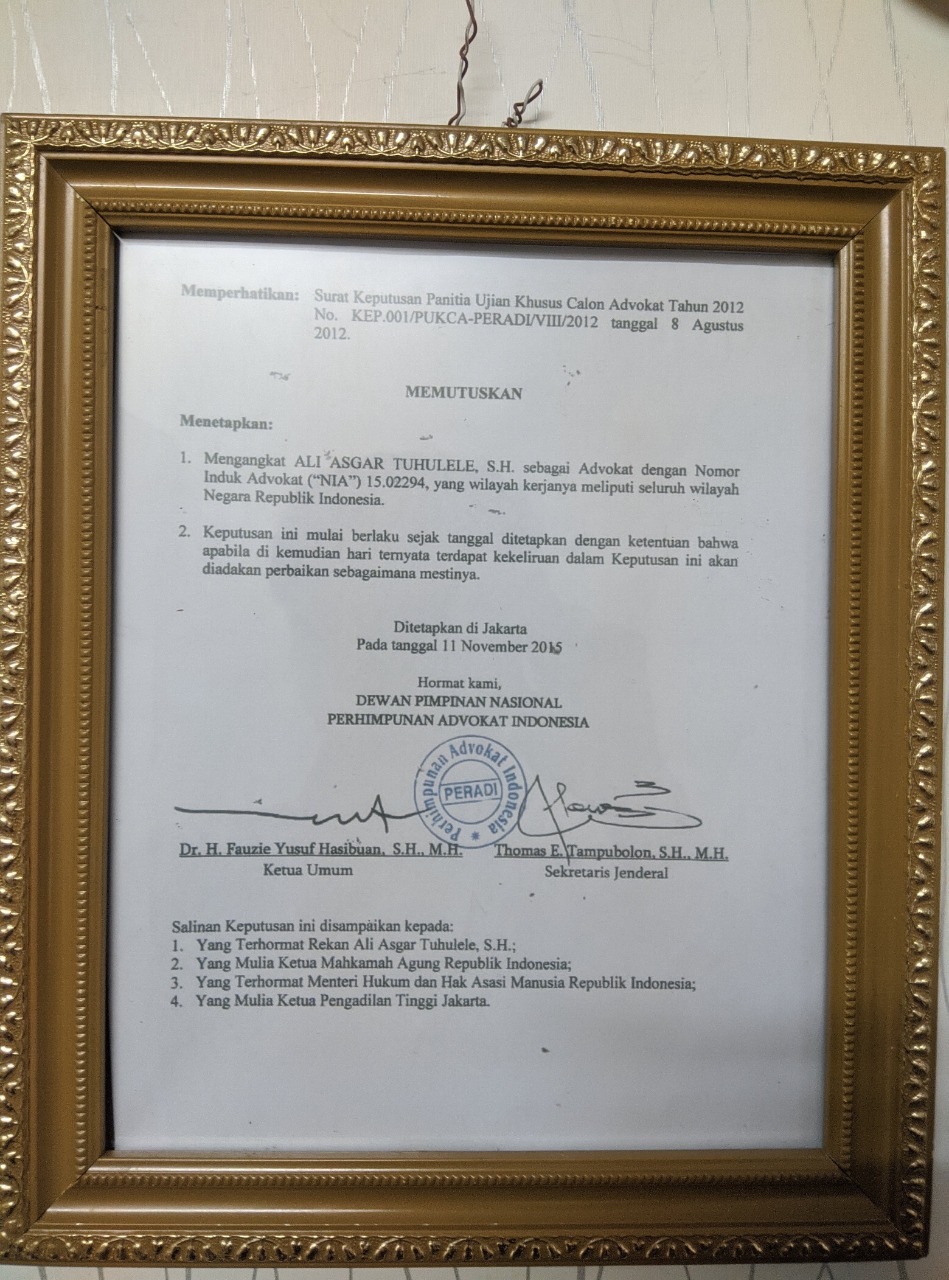 Memperhatikan: Surat Keputusan Panitia Ujian Khusus Calon Advokat Tahun 2012
No. KEP.001/PUKCA-PERADI/VIII/2012 tanggal 8 Agustus
2012.
MEMUTUSKAN
Menetapkan:
1. Mengangkat ALI ASGAR TUHULELE, S.H. sebagai Advokat dengan Nomor
Induk Advokat (“NIA”) 15.02294, yang wilayah kerjanya meliputi seluruh wilayah
Negara Republik Indonesia.
2. Keputusan ini mulai berlaku sejak tanggal ditetapkan dengan ketentuan bahwa
apabila di kemudian hari ternyata terdapat kekeliruan dalam Keputusan ini akan
diadakan perbaikan sebagaimana mestinya.
Ditetapkan di Jakarta
Pada tanggal 11 November 2015
Hormat kami,
DEWAN PIMPINAN NASIONAL
PERHIMPUNAN ADVOKAT INDONESIA
Perhimpunan Advokat Indonesia
PERADI
Dr. H. Fauzie Yusuf Hasibuan, S.H., M.H. Thomas E. Tampubolon, S.H., M.H.
Ketua Umum Sekretaris Jenderal
Salinan Keputusan ini disampaikan kepada:
1. Yang Terhormat Rekan Ali Asgar Tuhulele, S.H.;
2. Yang Mulia Ketua Mahkamah Agung Republik Indonesia;
3. Yang Terhormat Menteri Hukum dan Hak Asasi Manusia Republik Indonesia;
4. Yang Mulia Ketua Pengadilan Tinggi Jakarta.